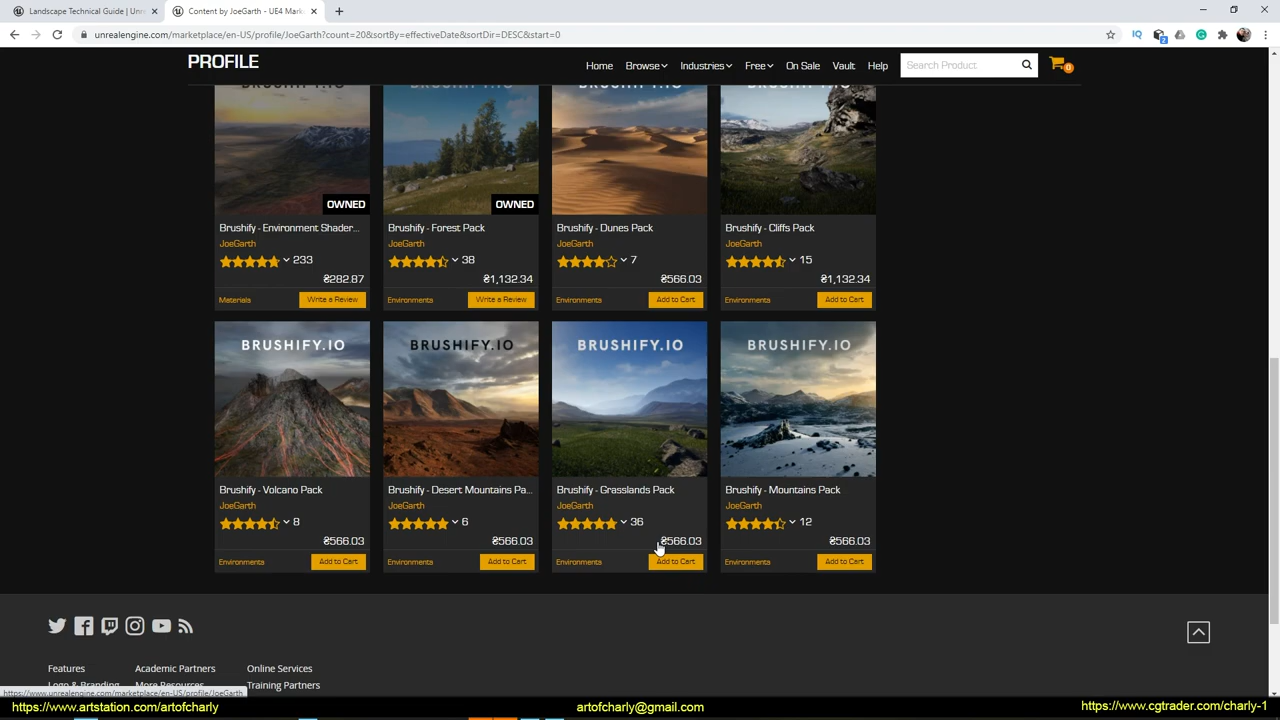 Landscape Technical Guide | Unr
Content by JoeGarth - UE4 Mark
unrealengine.com/marketplace/en-US/profile/JoeGarth?count=20&sortBy=effectiveDate&sortDir=DESC&start=0
PROFILE
Home Browse Industries Free On Sale Vault Help Search Product 0
BRUSHIFY.IO BRUSHIFY.IO BRUSHIFY.IO BRUSHIFY.IO
OWNED OWNED
Brushify - Environment Shader... Brushify - Forest Pack Brushify - Dunes Pack Brushify - Cliffs Pack
JoeGarth JoeGarth JoeGarth JoeGarth
233 38 7 15
₴282.87 ₴1,132.34 ₴566.03 ₴1,132.34
Materials Write a Review Environments Write a Review Environments Add to Cart Environments Add to Cart
BRUSHIFY.IO BRUSHIFY.IO BRUSHIFY.IO BRUSHIFY.IO
Brushify - Volcano Pack Brushify - Desert Mountains Pa... Brushify - Grasslands Pack Brushify - Mountains Pack
JoeGarth JoeGarth JoeGarth JoeGarth
8 6 36 12
₴566.03 ₴566.03 ₴566.03 ₴566.03
Environments Add to Cart Environments Add to Cart Environments Add to Cart Environments Add to Cart
Features Academic Partners Online Services
Logo & Branding More Resources Training Partners
https://www.unrealengine.com/marketplace/en-US/profile/JoeGarth
https://www.artstation.com/artofcharly artofcharly@gmail.com https://www.cgtrader.com/charly-1